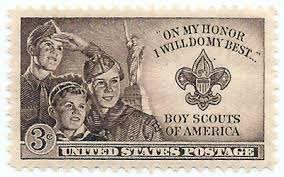 "ON MY HONOR
I WILL DO MY BEST..."
BOY SCOUTS
OF AMERICA
3¢
UNITED STATES POSTAGE